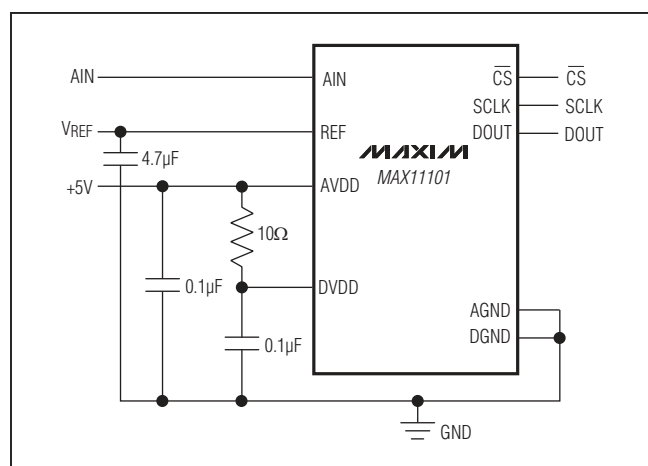 AIN
AIN
CS
CS
SCLK
SCLK
VREF
REF
DOUT
DOUT
4.7µF
MAXIM
MAX11101
+5V
AVDD
10Ω
0.1µF
DVDD
AGND
0.1µF
DGND
GND